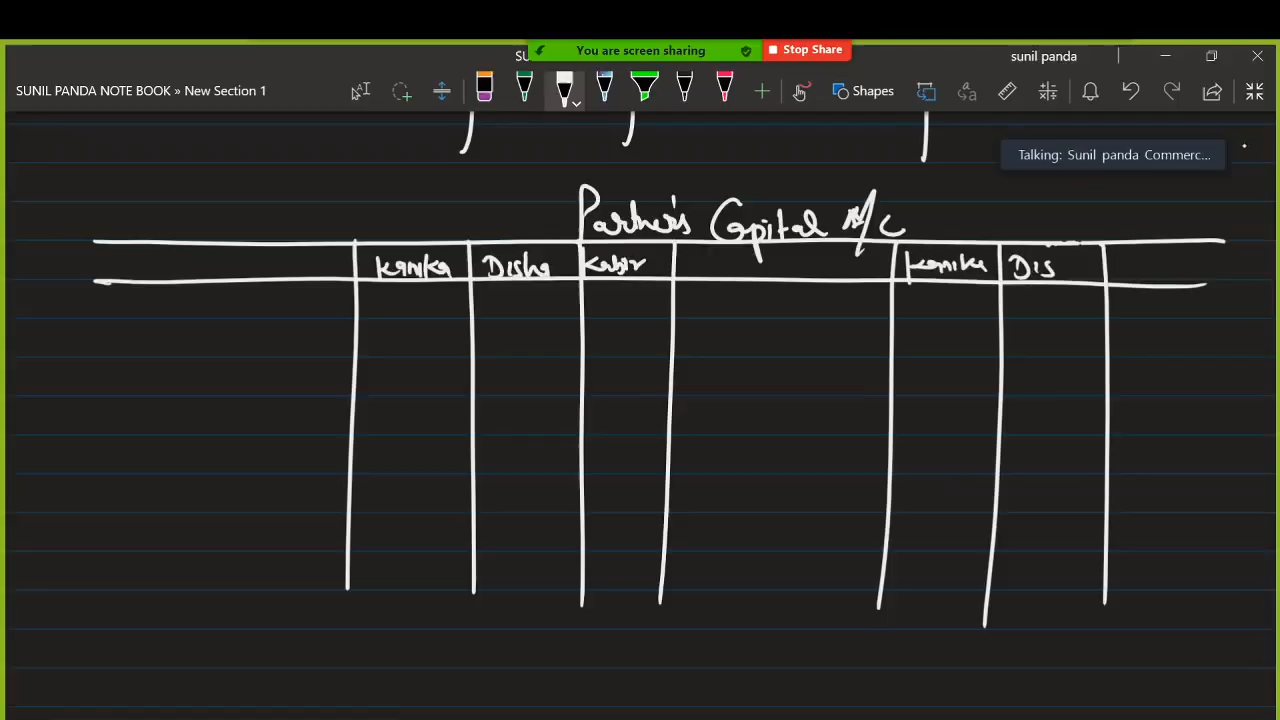 SU
You are screen sharing
Stop Share
sunil panda
SUNIL PANDA NOTE BOOK » New Section 1
Shapes
Talking: Sunil panda Commerc...
Partner's Capital A/c
Kanika Disha Kabir Kanika Dis